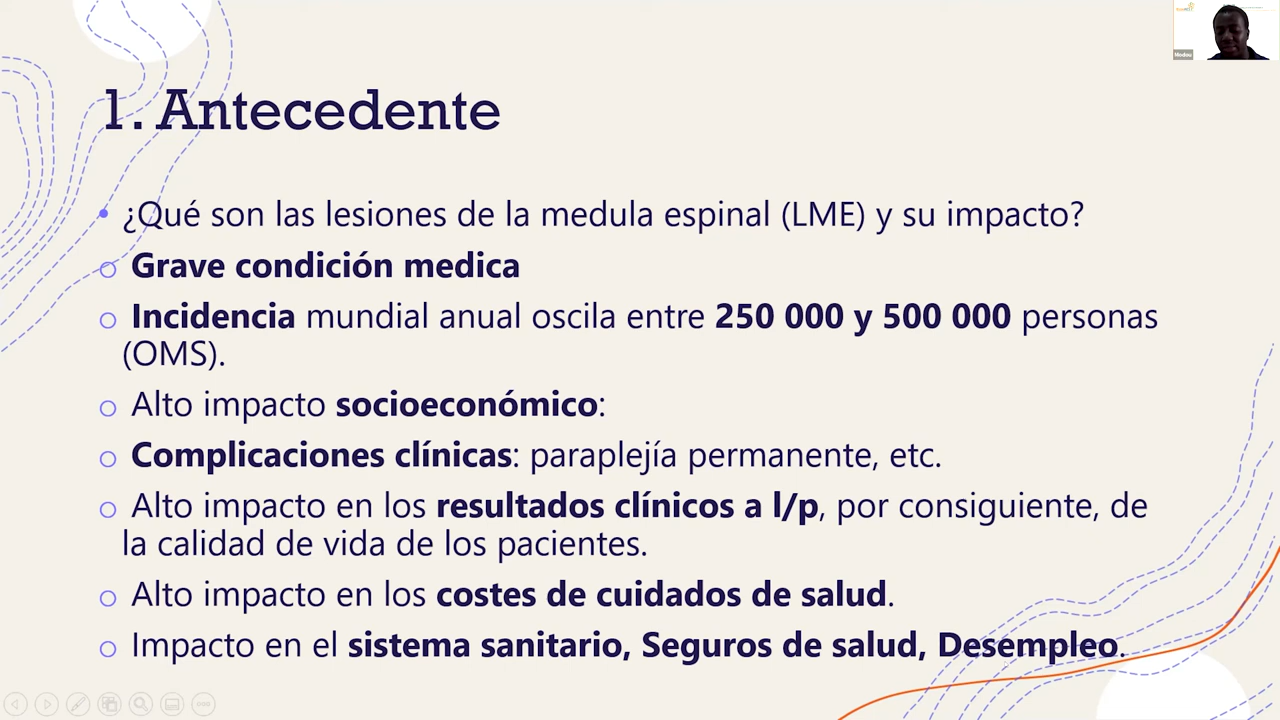 1. Antecedente
• ¿Qué son las lesiones de la medula espinal (LME) y su impacto?
o Grave condición medica
o Incidencia mundial anual oscila entre 250 000 y 500 000 personas
(OMS).
o Alto impacto socioeconómico:
o Complicaciones clínicas: paraplejía permanente, etc.
o Alto impacto en los resultados clínicos a l/p, por consiguiente, de
la calidad de vida de los pacientes.
o Alto impacto en los costes de cuidados de salud.
o Impacto en el sistema sanitario, Seguros de salud, Desempleo.
Modou